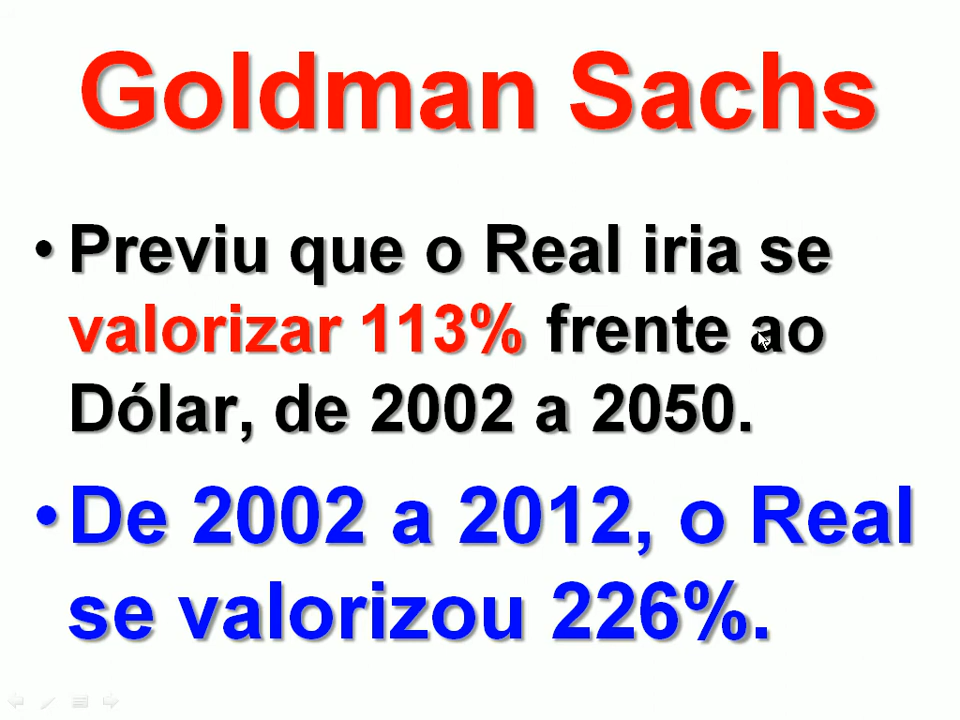 Goldman Sachs
• Previu que o Real iria se
valorizar 113% frente ao
Dólar, de 2002 a 2050.
• De 2002 a 2012, o Real
se valorizou 226%.